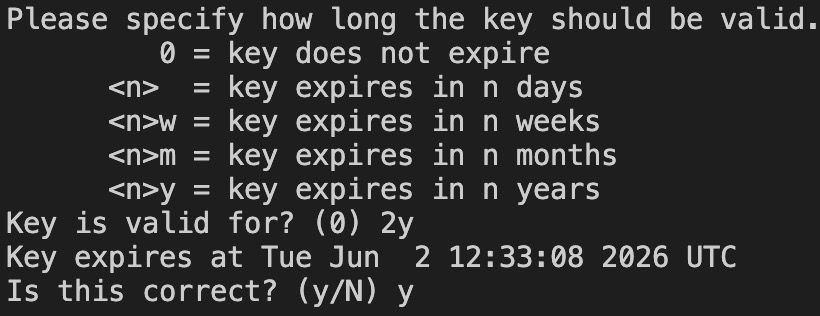 Please specify how long the key should be valid.
         0 = key does not expire
      <n>  = key expires in n days
      <n>w = key expires in n weeks
      <n>m = key expires in n months
      <n>y = key expires in n years
Key is valid for? (0) 2y
Key expires at Tue Jun  2 12:33:08 2026 UTC
Is this correct? (y/N) y